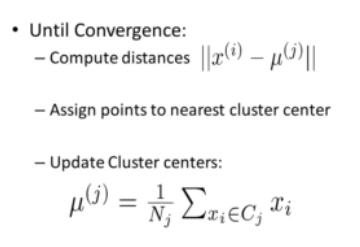 • Until Convergence:
– Compute distances ||x^(i) – μ^(j)||
– Assign points to nearest cluster center
– Update Cluster centers:
μ^(j) = 1/N_j ∑_{x_i∈C_j} x_i